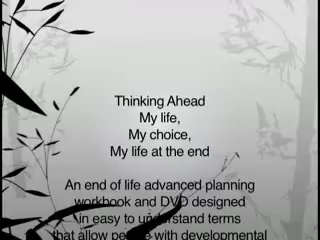 Thinking Ahead
My life,
My choice,
My life at the end
An end of life advanced planning
workbook and DVD designed
in easy to understand terms
that allow people with developmental